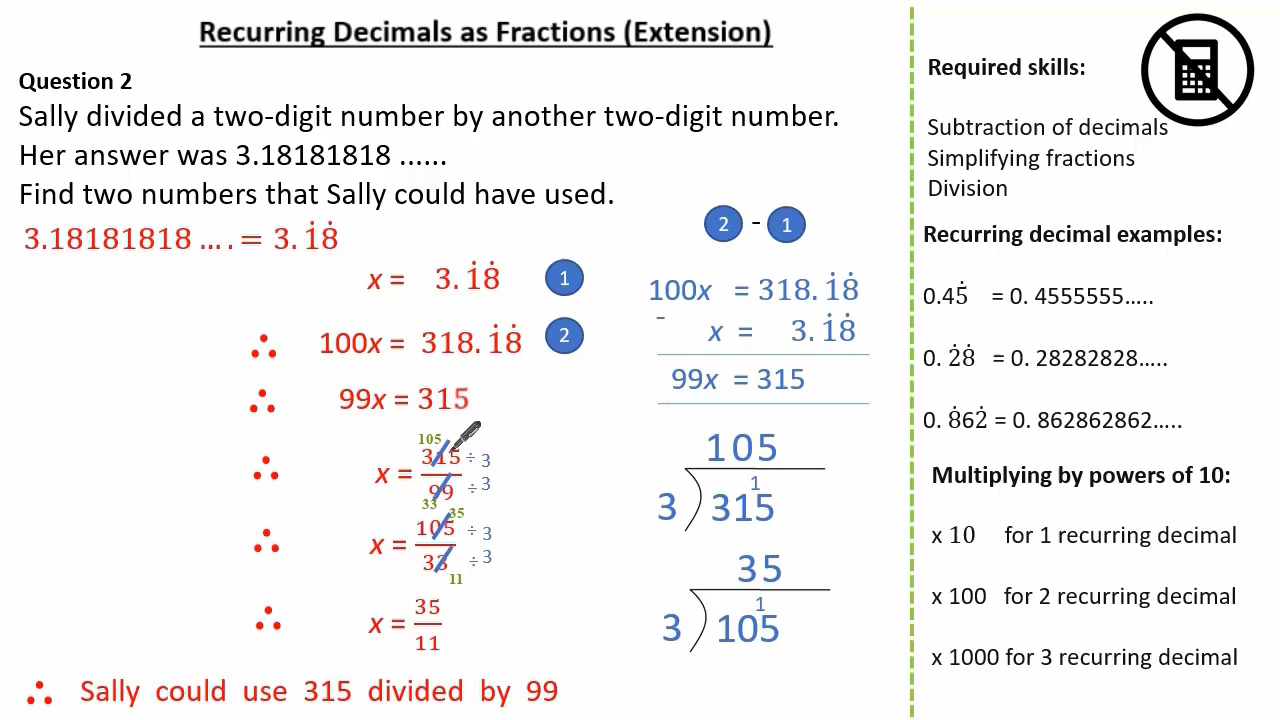 Recurring Decimals as Fractions (Extension)
Question 2
Sally divided a two-digit number by another two-digit number.
Her answer was 3.18181818 ......
Find two numbers that Sally could have used.
3.18181818 ... . = 3. 1̇8̇
x = 3. 1̇8̇ 1
∴ 100x = 318. 1̇8̇ 2
∴ 99x = 315
105
∴ x = 315/99 ÷ 3 ÷ 3
33
35
∴ x = 105/33 ÷ 3 ÷ 3
11
∴ x = 35/11
∴ Sally could use 315 divided by 99
2 - 1
100x = 318. 1̇8̇
- x = 3. 1̇8̇
99x = 315
105
1
3 315
35
1
3 105
Required skills:
Subtraction of decimals
Simplifying fractions
Division
Recurring decimal examples:
0.45̇ = 0. 4555555.....
0. 2̇8̇ = 0. 28282828.....
0. 8̇62̇ = 0. 862862862.....
Multiplying by powers of 10:
x 10 for 1 recurring decimal
x 100 for 2 recurring decimal
x 1000 for 3 recurring decimal